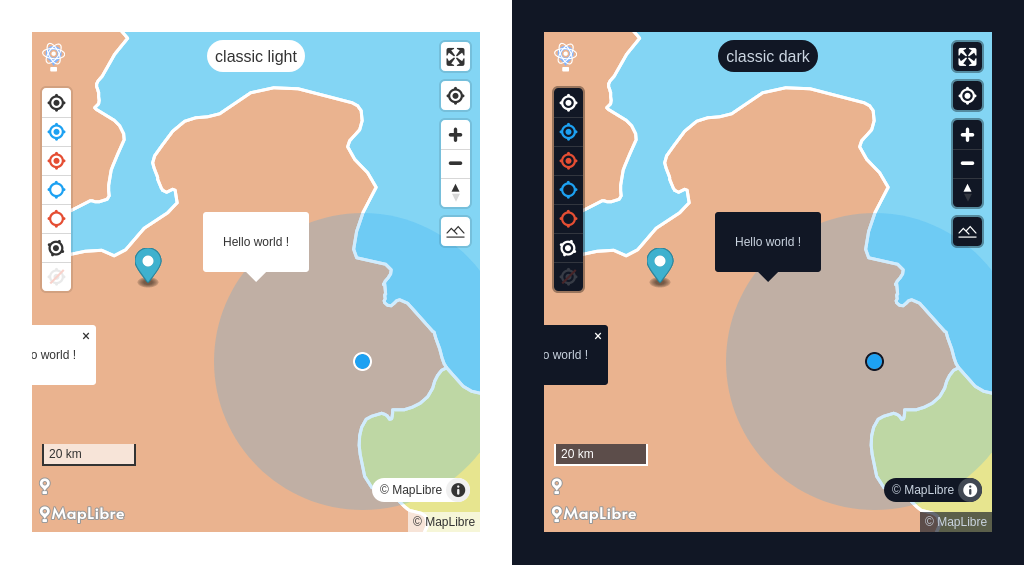 classic light
Hello world !
×
o world !
20 km
© MapLibre
MapLibre
© MapLibre
classic dark
Hello world !
×
o world !
20 km
© MapLibre
MapLibre
© MapLibre